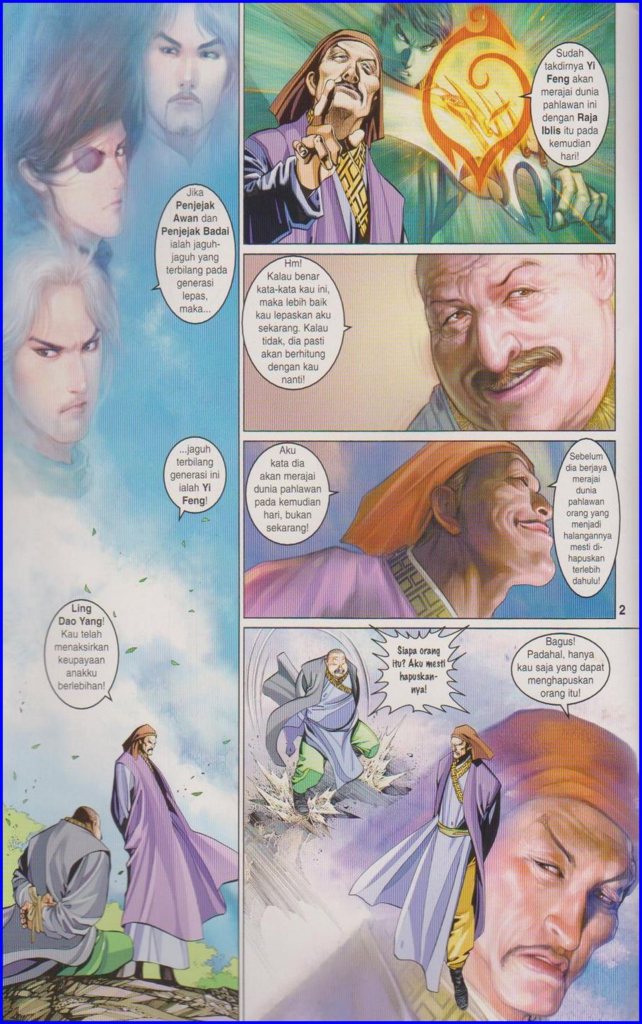 Jika
Penjejak
Awan dan
Penjejak Badai
ialah jaguh-
jaguh yang
terbilang pada
generasi
lepas,
maka...
...jaguh
terbilang
generasi ini
ialah Yi
Feng!
Ling
Dao Yang!
Kau telah
menaksirkan
keupayaan
anakku
berlebihan!
Sudah
takdirnya Yi
Feng akan
merajai dunia
pahlawan ini
dengan Raja
Iblis itu pada
kemudian
hari!
Hm!
Kalau benar
kata-kata kau ini,
maka lebih baik
kau lepaskan aku
sekarang. Kalau
tidak, dia pasti
akan berhitung
dengan kau
nanti!
Aku
kata dia
akan merajai
dunia pahlawan
pada kemudian
hari, bukan
sekarang!
Sebelum
dia berjaya
merajai
dunia
pahlawan
orang yang
menjadi
halangannya
mesti di-
hapuskan
terlebih
dahulu!
2
Siapa orang
itu? Aku mesti
hapuskan-
nya!
Bagus!
Padahal, hanya
kau saja yang dapat
menghapuskan
orang itu!